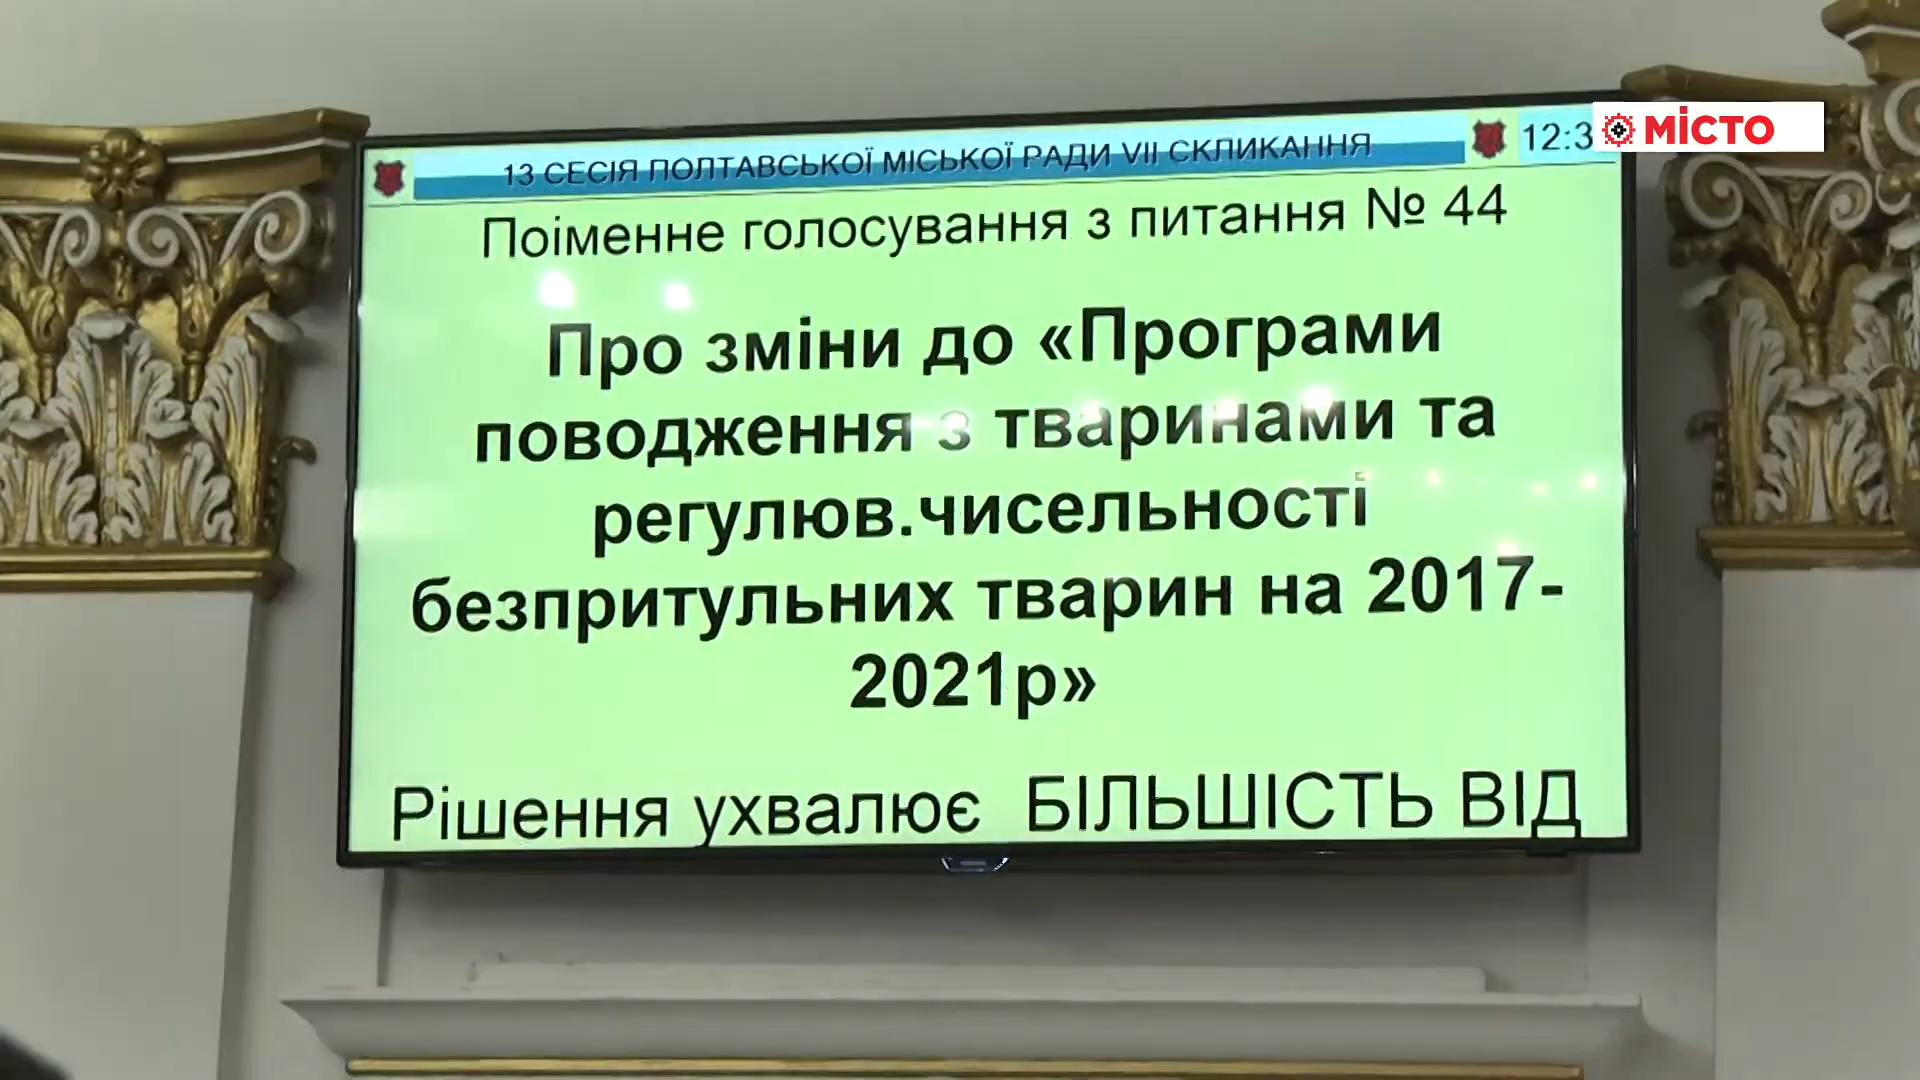 13 СЕСІЯ ПОЛТАВСЬКОЇ МІСЬКОЇ РАДИ VII СКЛИКАННЯ
12:3
МІСТО
Поіменне голосування з питання № 44
Про зміни до «Програми
поводження з тваринами та
регулюв.чисельності
безпритульних тварин на 2017-
2021р»
Рішення ухвалює БІЛЬШІСТЬ ВІД